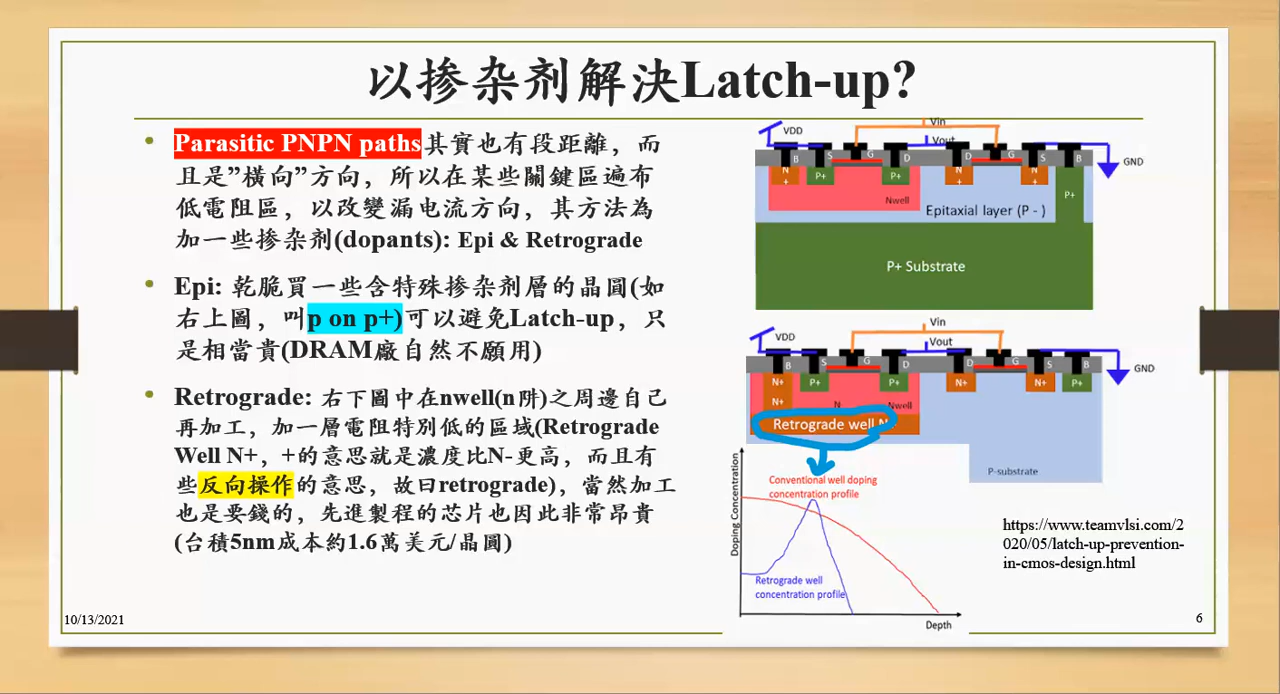 以掺杂剂解決Latch-up?
Parasitic PNPN paths其實也有段距離，而
且是”橫向”方向，所以在某些關鍵區遍布
低電阻區，以改變漏电流方向，其方法為
加一些掺杂剂(dopants): Epi & Retrograde
Epi: 乾脆買一些含特殊掺杂剂層的晶圓(如
右上圖，叫p on p+)可以避免Latch-up，只
是相當貴(DRAM廠自然不願用)
Retrograde: 右下圖中在nwell(n阱)之周邊自己
再加工，加一層電阻特別低的區域(Retrograde
Well N+，+的意思就是濃度比N-更高，而且有
些反向操作的意思，故曰retrograde)，當然加工
也是要錢的，先進製程的芯片也因此非常昂貴
(台積5nm成本約1.6萬美元/晶圓)
Vin
VDD
Vout
B S G D D G S B
GND
N
+
P+
P+
N
+
N
+
P+
Nwell
Epitaxial layer (P - )
P+ Substrate
Vin
VDD
Vout
B S G D D G S B
GND
N+ P+ P+ N+ N+ P+
N+
N
Nwell
Retrograde well N
P-substrate
Doping Concentration
Conventional well doping
concentration profile
Retrograde well
concentration profile
Depth
https://www.teamvlsi.com/2
020/05/latch-up-prevention-
in-cmos-design.html
10/13/2021
6